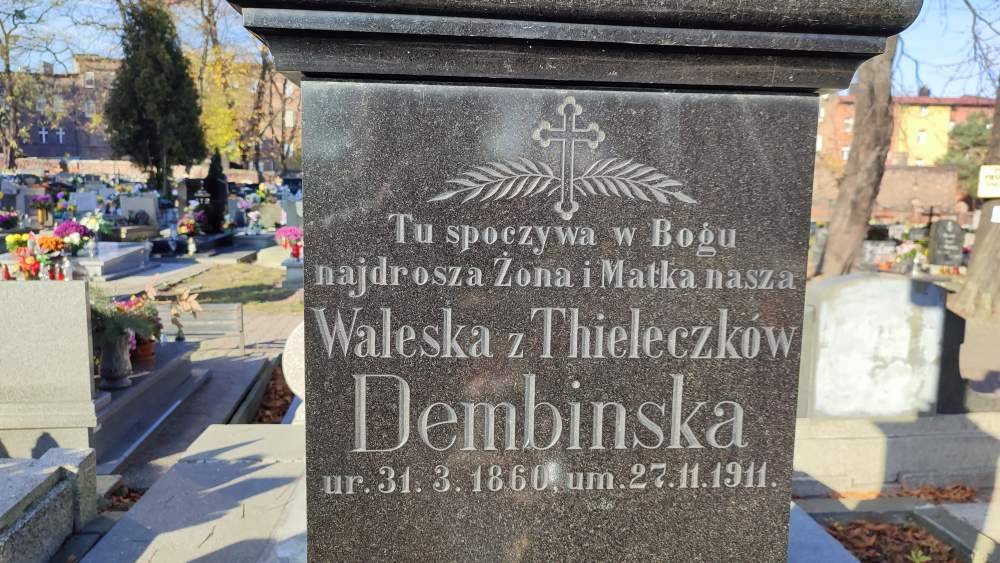 Tu spoczywa w Bogu
najdrosza Żona i Matka nasza
Waleska z Thieleczków
Dembinska
ur. 31. 3. 1860, um. 27. 11. 1911.